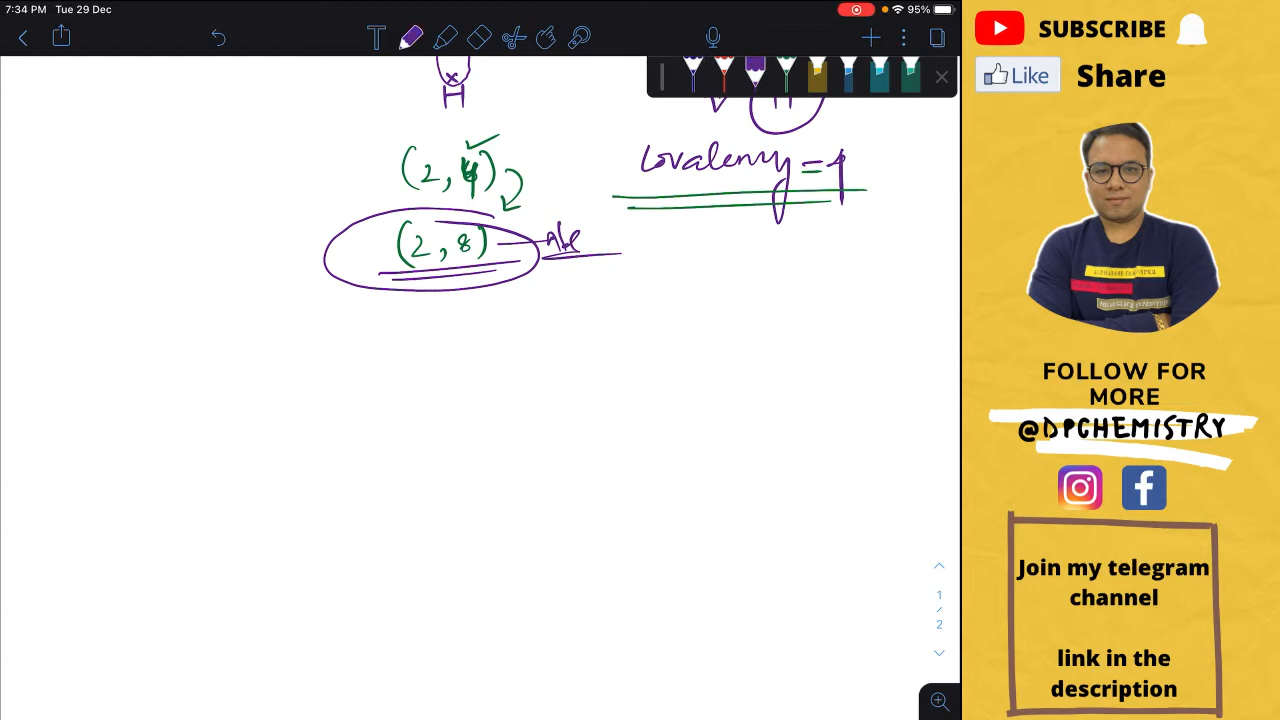 7:34 PM Tue 29 Dec
95%
H
(2, 4)
Covalency = 4
(2, 8)
1
/
2
SUBSCRIBE
Like
Share
FOLLOW FOR
MORE
@DPCHEMISTRY
Join my telegram
channel
link in the
description